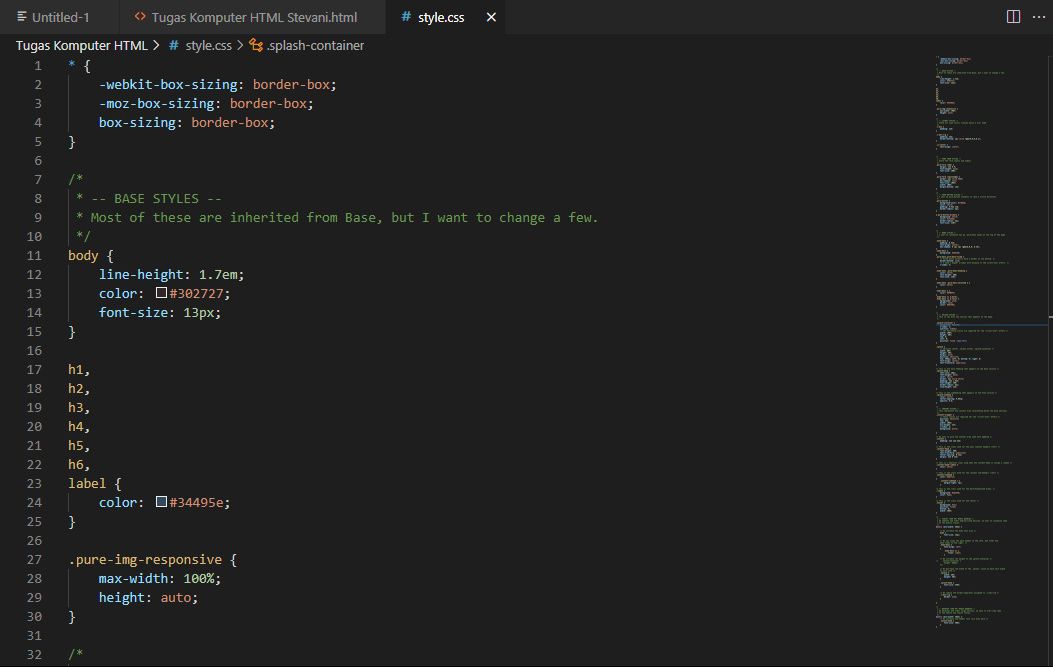 Untitled-1 Tugas Komputer HTML Stevani.html style.css
Tugas Komputer HTML > # style.css > .splash-container
1 * {
2 -webkit-box-sizing: border-box;
3 -moz-box-sizing: border-box;
4 box-sizing: border-box;
5 }
6
7 /*
8 * -- BASE STYLES --
9 * Most of these are inherited from Base, but I want to change a few.
10 */
11 body {
12 line-height: 1.7em;
13 color: #302727;
14 font-size: 13px;
15 }
16
17 h1,
18 h2,
19 h3,
20 h4,
21 h5,
22 h6,
23 label {
24 color: #34495e;
25 }
26
27 .pure-img-responsive {
28 max-width: 100%;
29 height: auto;
30 }
31
32 /*